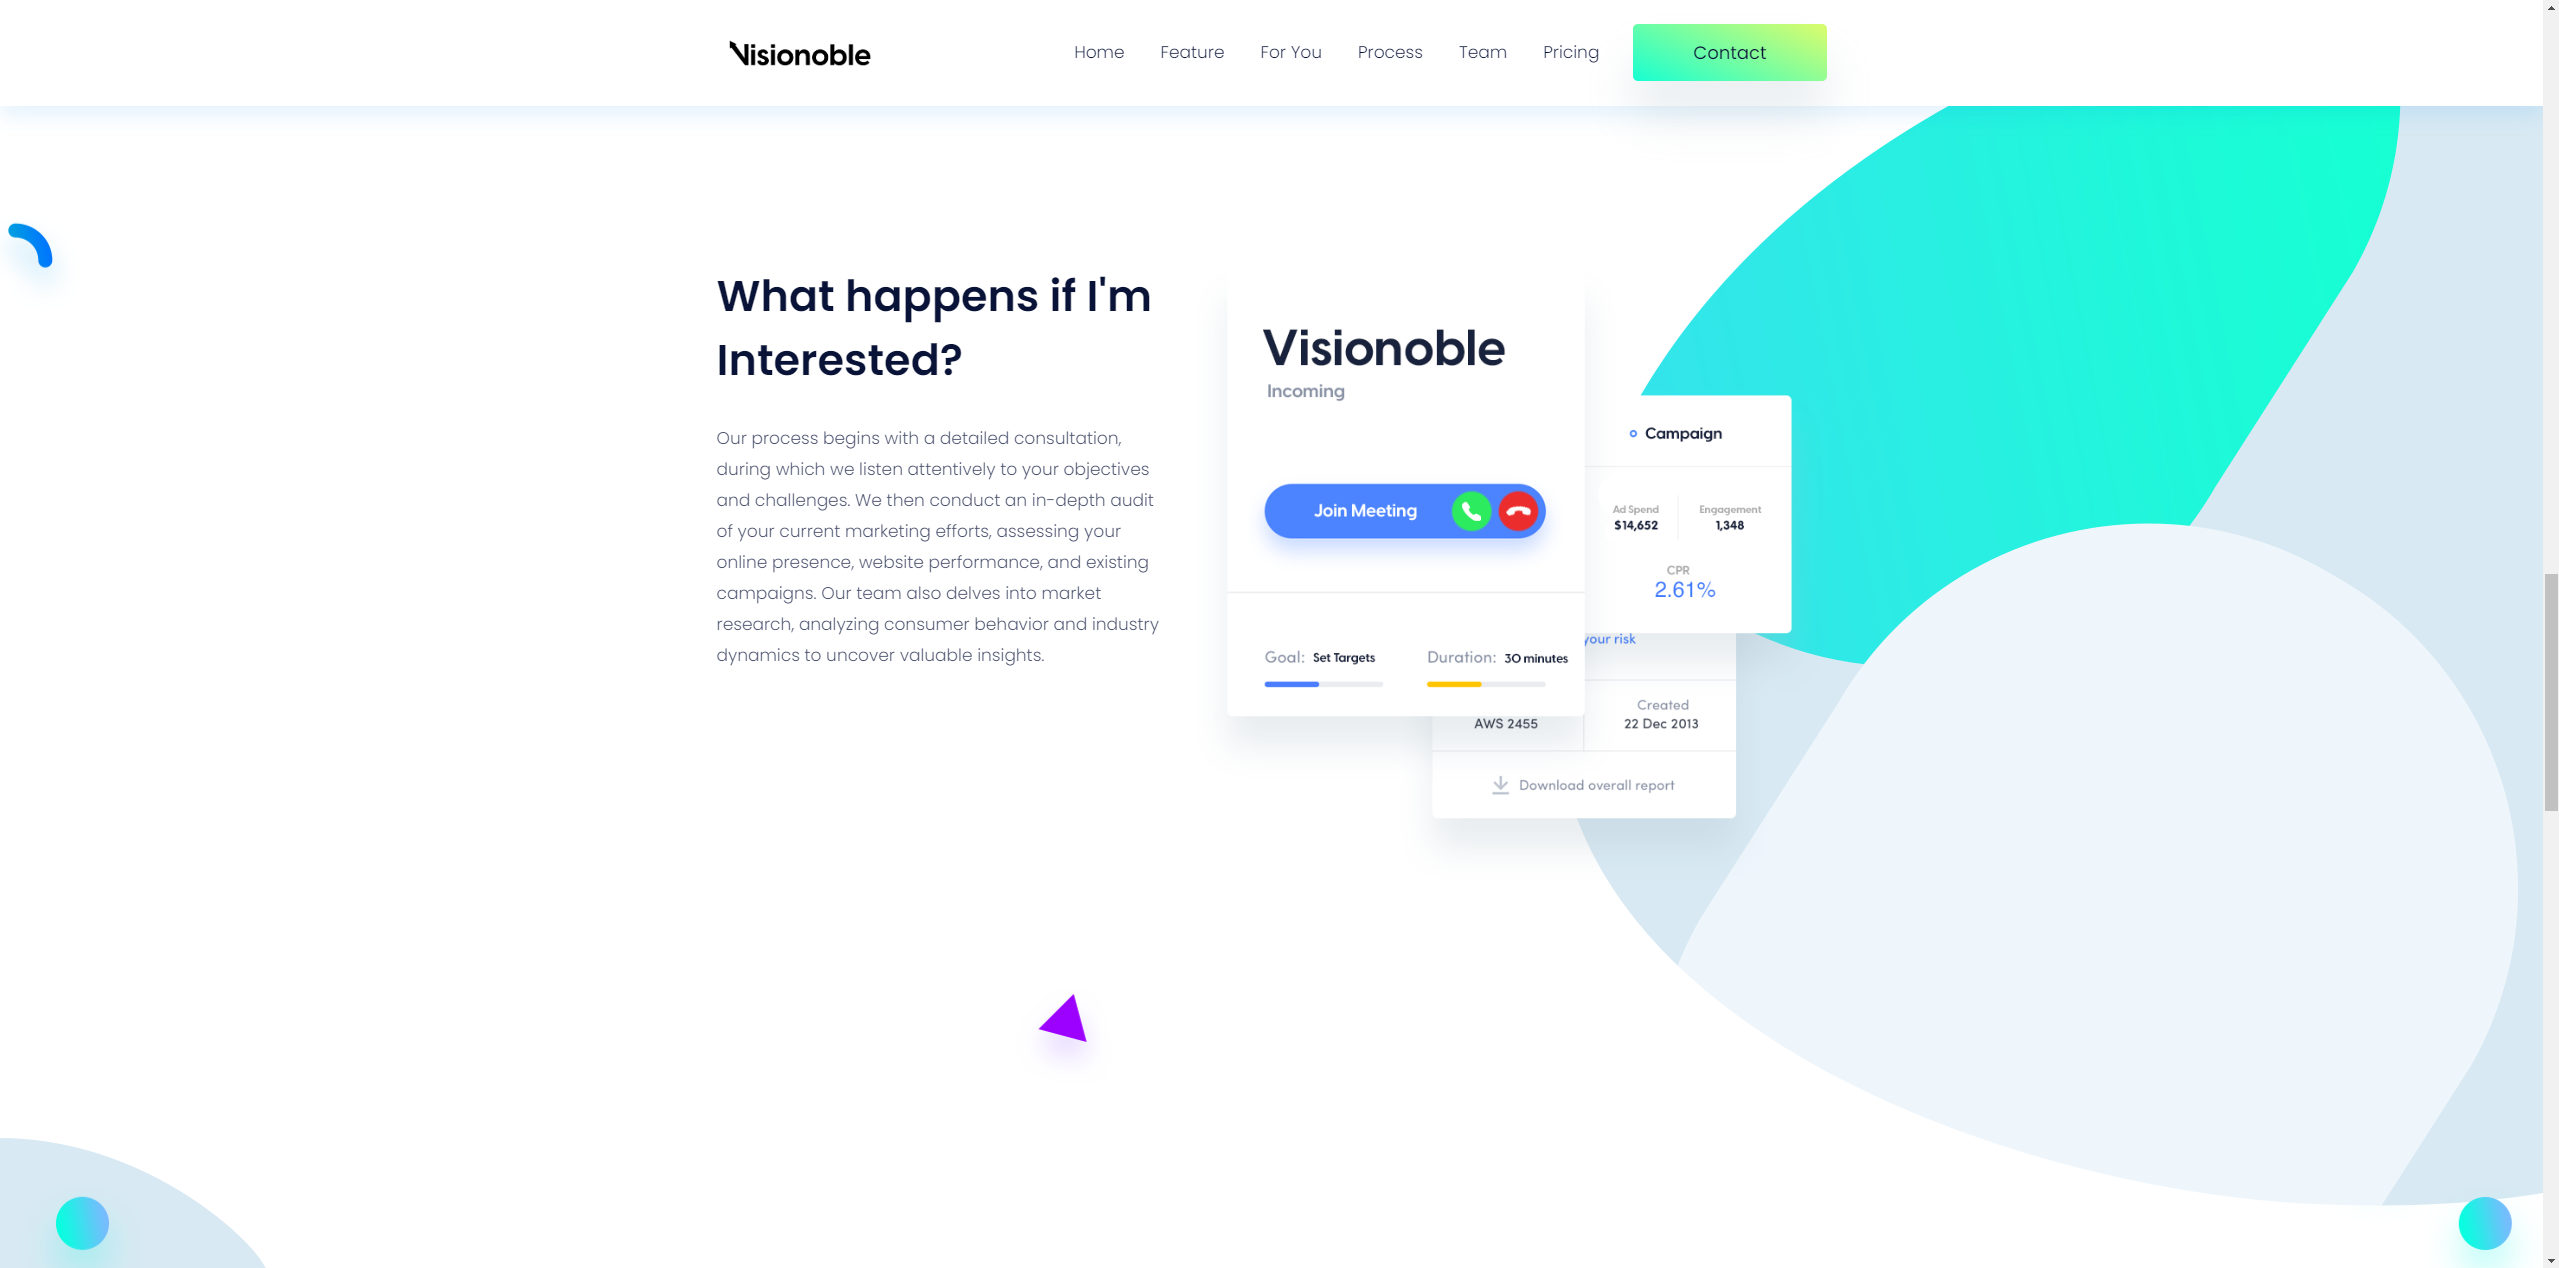 Visionoble
Home
Feature
For You
Process
Team
Pricing
Contact
What happens if I'm
Interested?
Our process begins with a detailed consultation,
during which we listen attentively to your objectives
and challenges. We then conduct an in-depth audit
of your current marketing efforts, assessing your
online presence, website performance, and existing
campaigns. Our team also delves into market
research, analyzing consumer behavior and industry
dynamics to uncover valuable insights.
Visionoble
Incoming
Join Meeting
Goal: Set Targets
Duration: 30 minutes
Campaign
Ad Spend
$14,652
Engagement
1,348
CPR
2.61%
your risk
AWS 2455
Created
22 Dec 2013
Download overall report